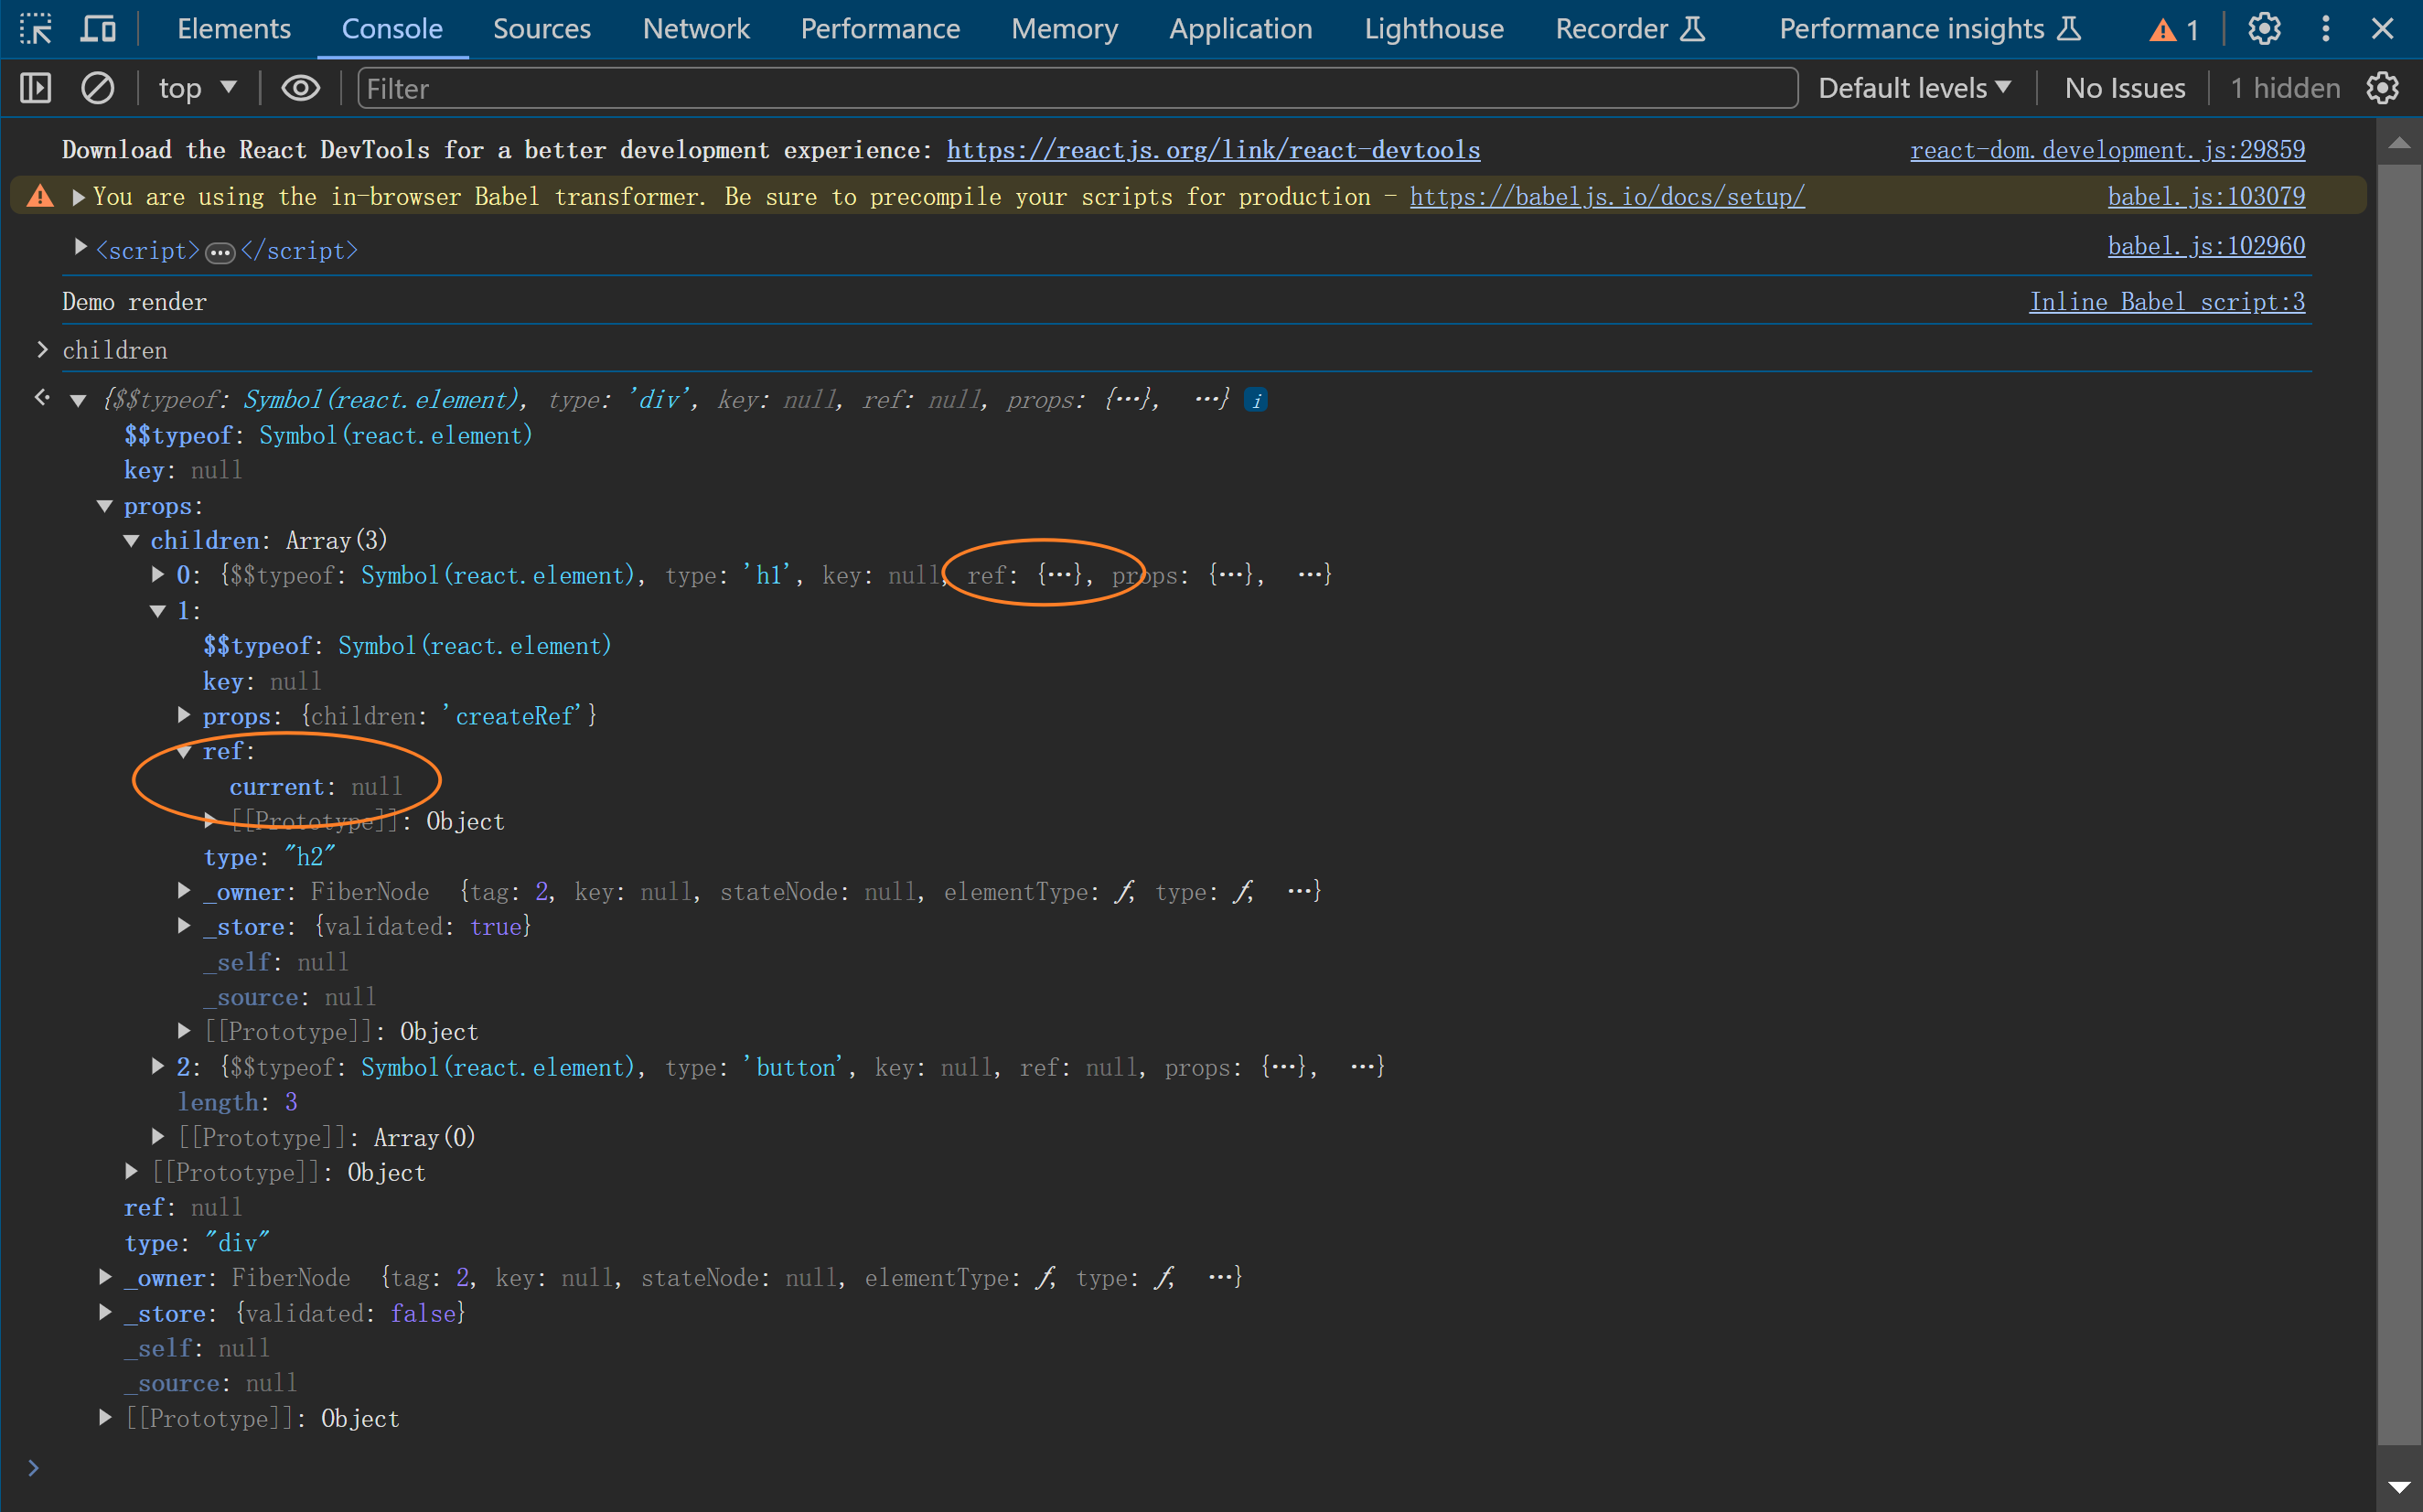 Elements Console Sources Network Performance Memory Application Lighthouse Recorder Performance insights 1
top Filter Default levels No Issues 1 hidden
Download the React DevTools for a better development experience: https://reactjs.org/link/react-devtools react-dom.development.js:29859
You are using the in-browser Babel transformer. Be sure to precompile your scripts for production - https://babeljs.io/docs/setup/ babel.js:103079
<script>…</script> babel.js:102960
Demo render Inline Babel script:3
children
{$$typeof: Symbol(react.element), type: 'div', key: null, ref: null, props: {…}, …} i
$$typeof: Symbol(react.element)
key: null
props:
children: Array(3)
0: {$$typeof: Symbol(react.element), type: 'h1', key: null, ref: {…}, props: {…}, …}
1:
$$typeof: Symbol(react.element)
key: null
props: {children: 'createRef'}
ref:
current: null
[[Prototype]]: Object
type: "h2"
_owner: FiberNode {tag: 2, key: null, stateNode: null, elementType: ƒ, type: ƒ, …}
_store: {validated: true}
_self: null
_source: null
[[Prototype]]: Object
2: {$$typeof: Symbol(react.element), type: 'button', key: null, ref: null, props: {…}, …}
length: 3
[[Prototype]]: Array(0)
[[Prototype]]: Object
ref: null
type: "div"
_owner: FiberNode {tag: 2, key: null, stateNode: null, elementType: ƒ, type: ƒ, …}
_store: {validated: false}
_self: null
_source: null
[[Prototype]]: Object